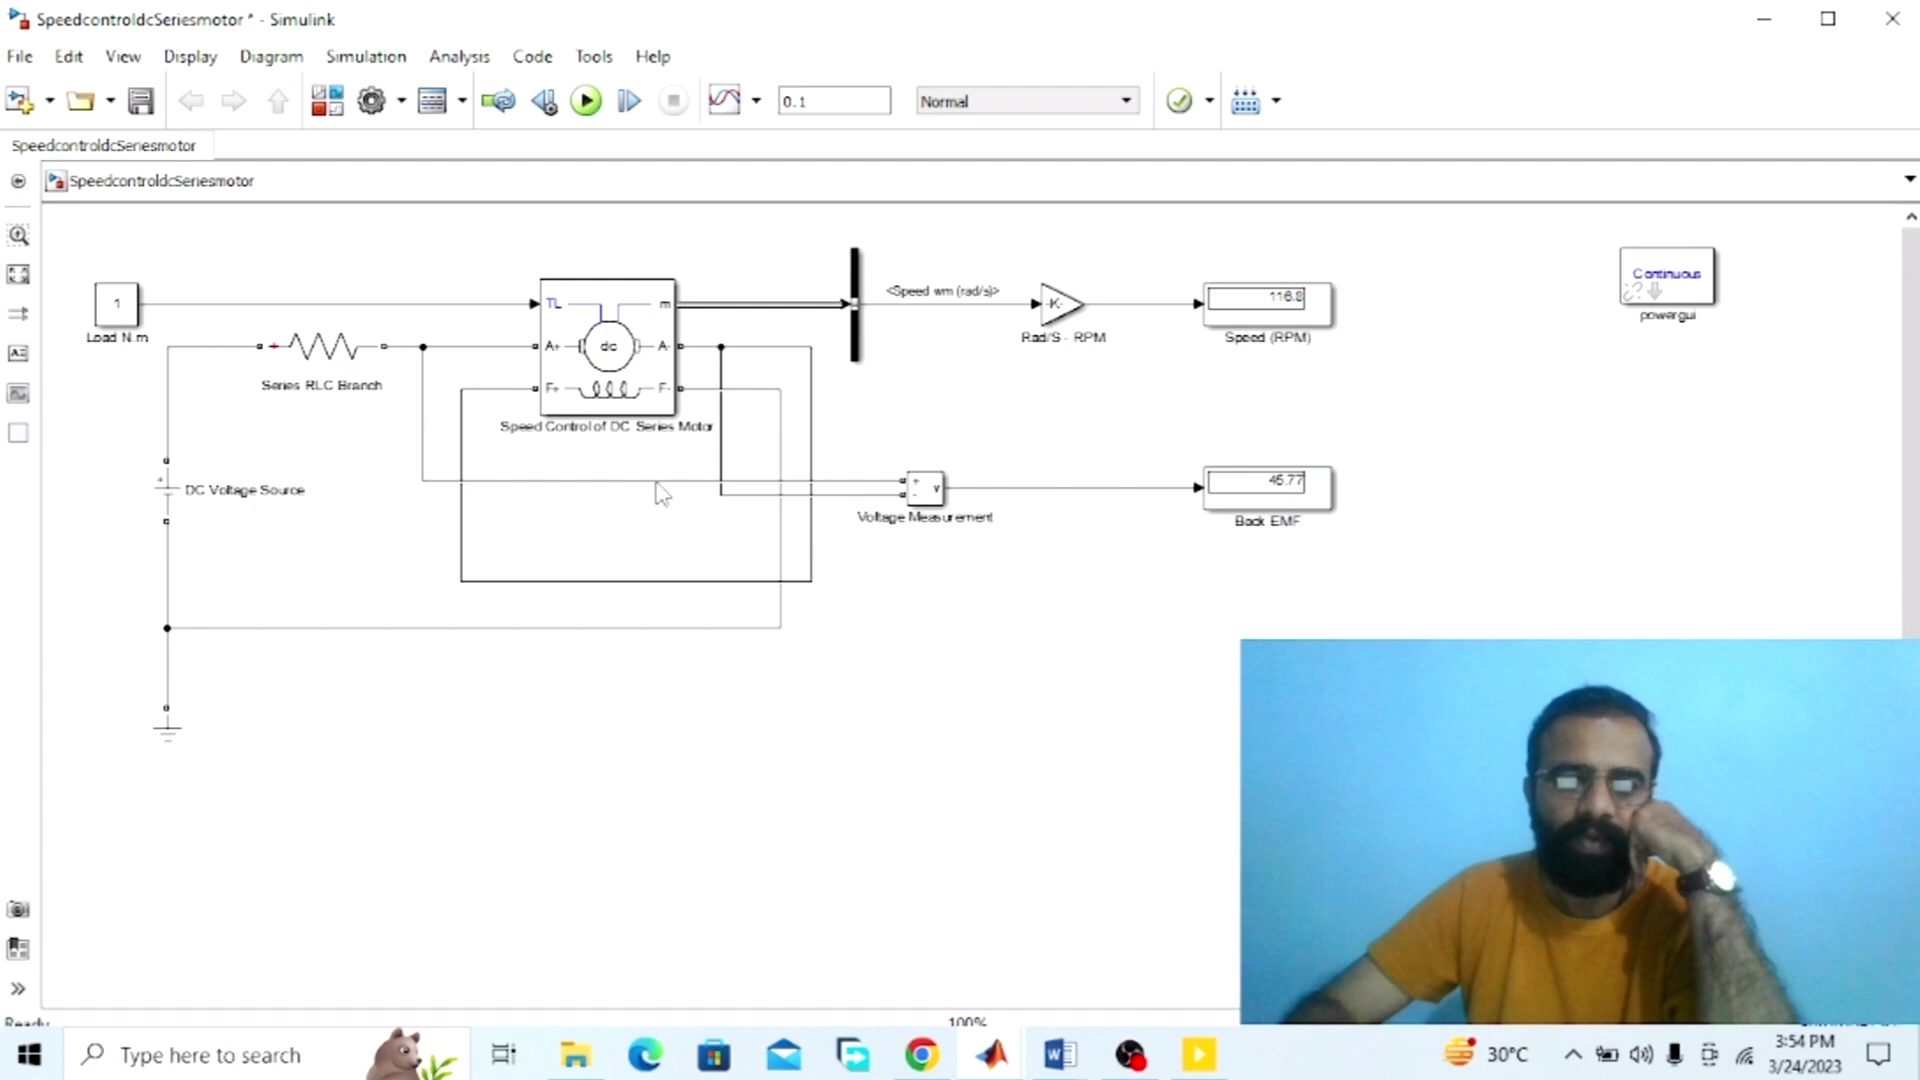 SpeedcontroldcSeriesmotor * - Simulink
File Edit View Display Diagram Simulation Analysis Code Tools Help
0.1 Normal
SpeedcontroldcSeriesmotor
SpeedcontroldcSeriesmotor
Continuous
powergui
1
Load N.m
TL m
A+ dc A-
F+ F-
Speed Control of DC Series Motor
<Speed wm (rad/s)>
-K-
Rad/S - RPM
116.8
Speed (RPM)
Series RLC Branch
+
DC Voltage Source
+
-
v
Voltage Measurement
45.77
Back EMF
Ready
100%
Type here to search
30°C
3:54 PM
3/24/2023